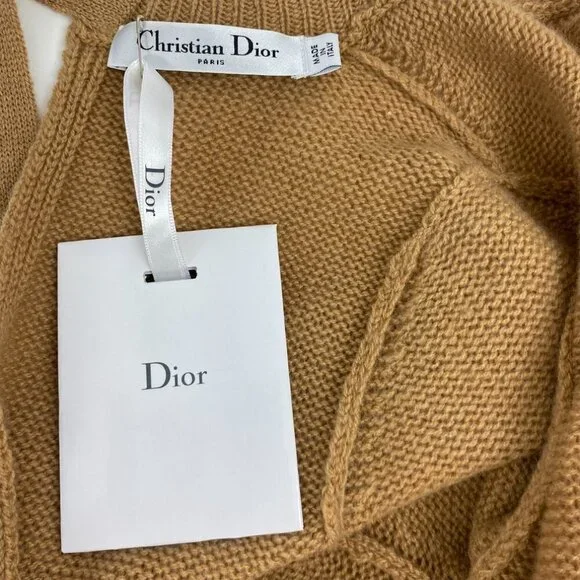 Christian Dior
PARIS
MADE
IN
ITALY
Dior
Dior